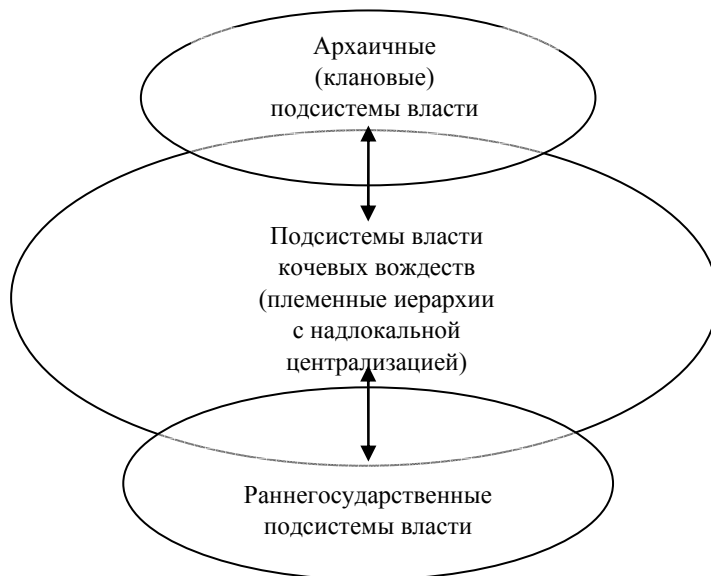 Архаичные
(клановые)
подсистемы власти
Подсистемы власти
кочевых вождеств
(племенные иерархии
с надлокальной
централизацией)
Раннегосударственные
подсистемы власти